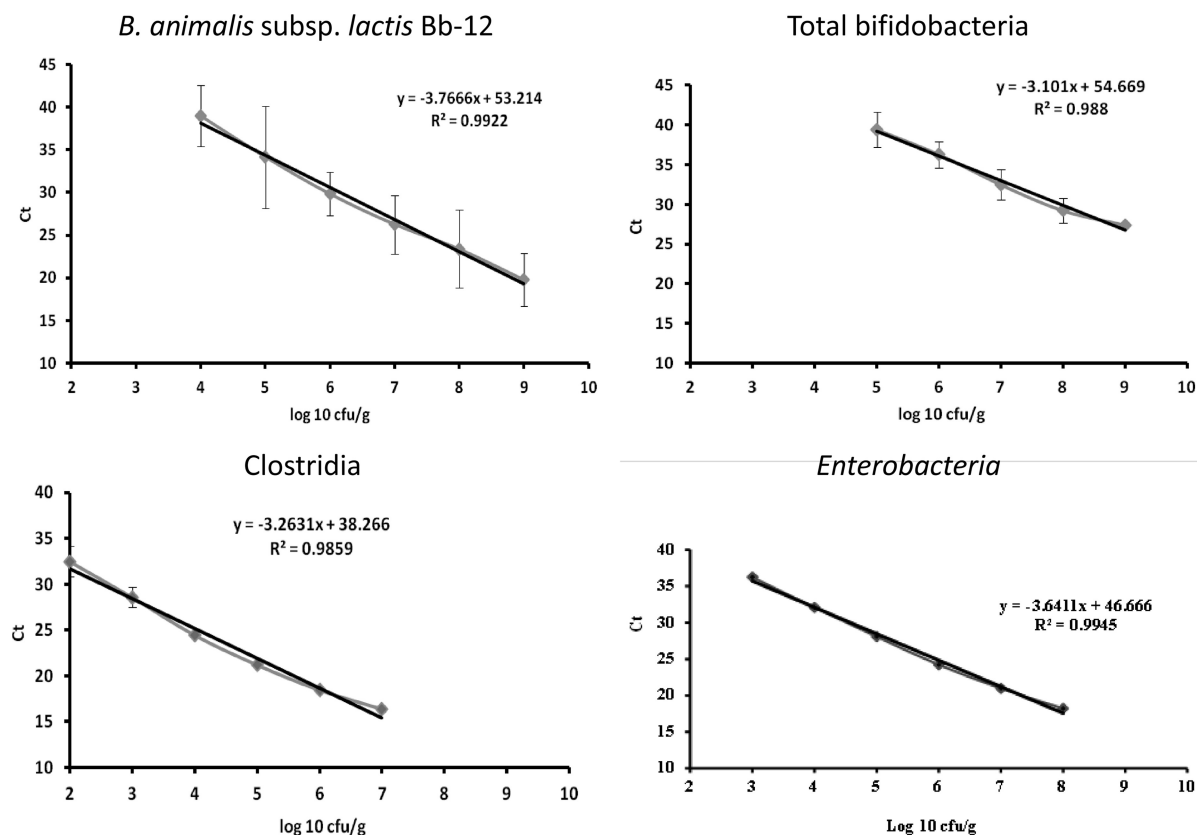 B. animalis subsp. lactis Bb-12
45
40
35
30
25
20
15
10
Ct
y = -3.7666x + 53.214
R² = 0.9922
2 3 4 5 6 7 8 9 10
log 10 cfu/g
Total bifidobacteria
45
40
35
30
25
20
15
10
Ct
y = -3.101x + 54.669
R² = 0.988
2 3 4 5 6 7 8 9 10
log 10 cfu/g
Clostridia
40
35
30
25
20
15
10
Ct
y = -3.2631x + 38.266
R² = 0.9859
2 3 4 5 6 7 8 9 10
log 10 cfu/g
Enterobacteria
40
35
30
25
20
15
10
Ct
y = -3.6411x + 46.666
R² = 0.9945
2 3 4 5 6 7 8 9 10
Log 10 cfu/g